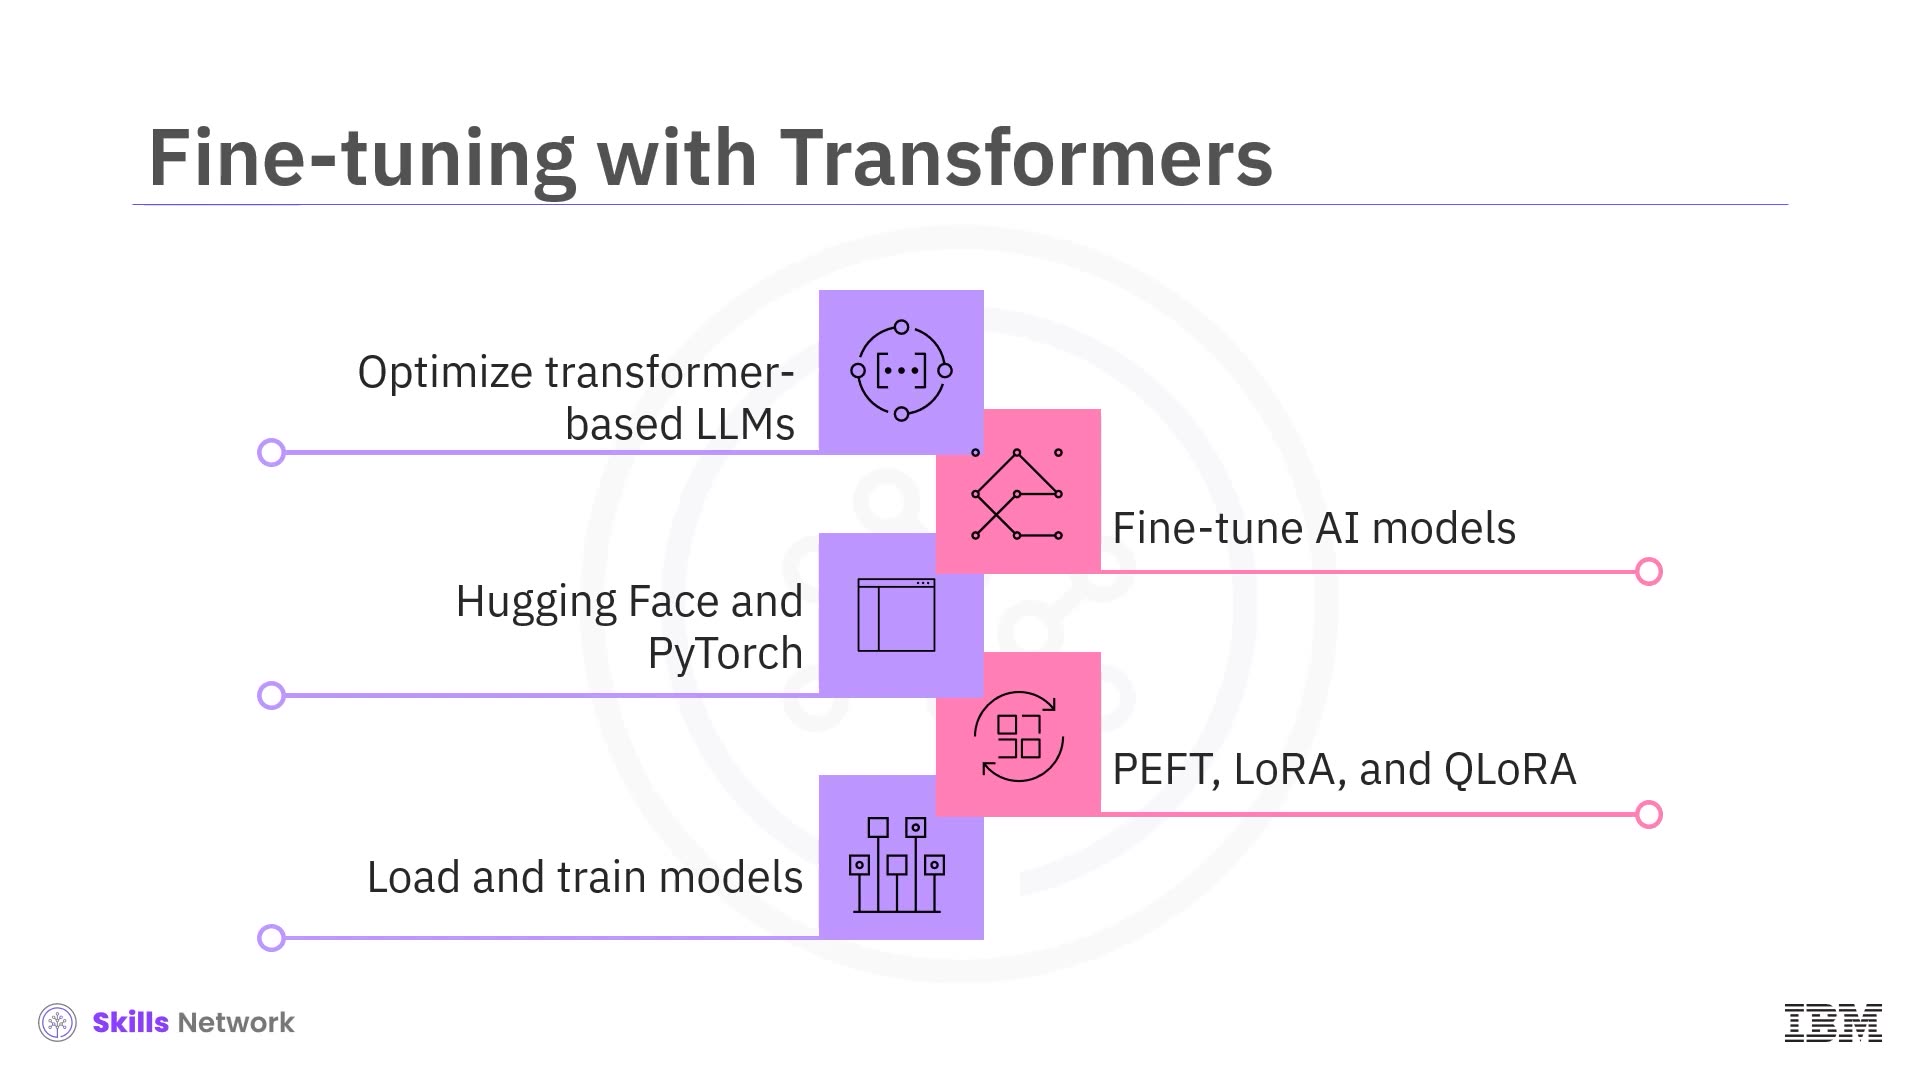 Fine-tuning with Transformers
Optimize transformer-
based LLMs
Fine-tune AI models
Hugging Face and
PyTorch
PEFT, LoRA, and QLoRA
Load and train models
Skills Network
IBM